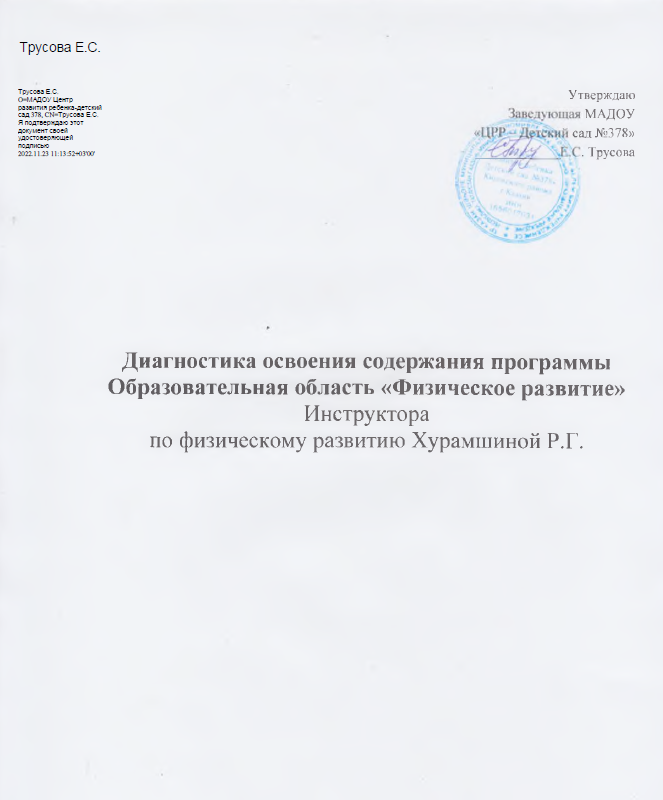 Трусова Е.С.
Трусова Е.С.
O=МАДОУ Центр
развития ребенка-детский
сад 378, CN=Трусова Е.С.
Я подтверждаю этот
документ своей
удостоверяющей
подписью
2022.11.23 11:13:52+03'00'
Утверждаю
Заведующая МАДОУ
«ЦРР – Детский сад №378»
Е.С. Трусова
Диагностика освоения содержания программы
Образовательная область «Физическое развитие»
Инструктора
по физическому развитию Хурамшиной Р.Г.